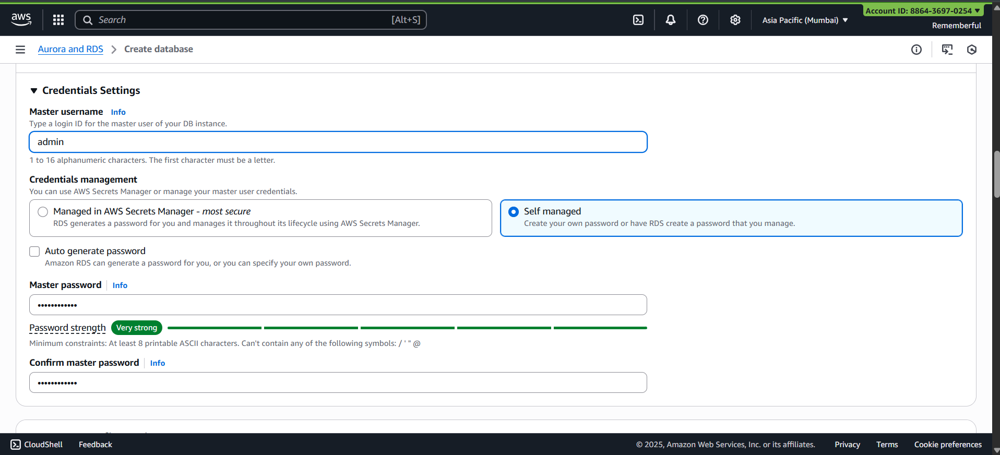 aws
Search [Alt+S]
Asia Pacific (Mumbai)
Account ID: 8864-3697-0254
Rememberful
Aurora and RDS
Create database
Credentials Settings
Master username Info
Type a login ID for the master user of your DB instance.
admin
1 to 16 alphanumeric characters. The first character must be a letter.
Credentials management
You can use AWS Secrets Manager or manage your master user credentials.
Managed in AWS Secrets Manager - most secure
RDS generates a password for you and manages it throughout its lifecycle using AWS Secrets Manager.
Self managed
Create your own password or have RDS create a password that you manage.
Auto generate password
Amazon RDS can generate a password for you, or you can specify your own password.
Master password Info
••••••••••••
Password strength Very strong
Minimum constraints: At least 8 printable ASCII characters. Can't contain any of the following symbols: / ' " @
Confirm master password Info
••••••••••••
CloudShell Feedback © 2025, Amazon Web Services, Inc. or its affiliates. Privacy Terms Cookie preferences